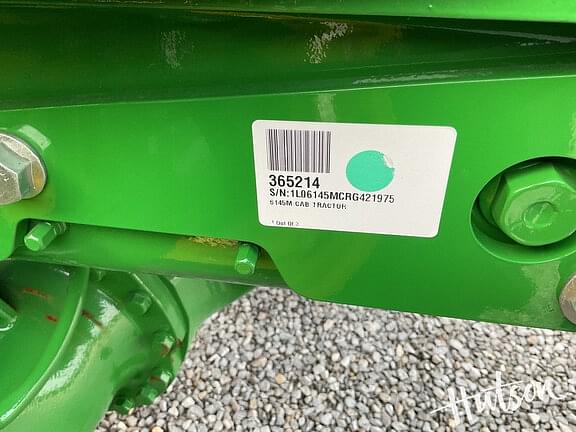 365214
S/N:1L06145MCRG421975
6145M CAB TRACTOR
1 Out Of 2
Hutson